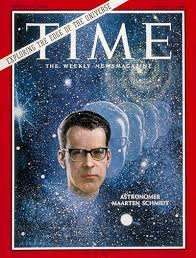 EXPLORING THE EDGE OF THE UNIVERSE
TIME
THE WEEKLY NEWSMAGAZINE
ASTRONOMER
MAARTEN SCHMIDT